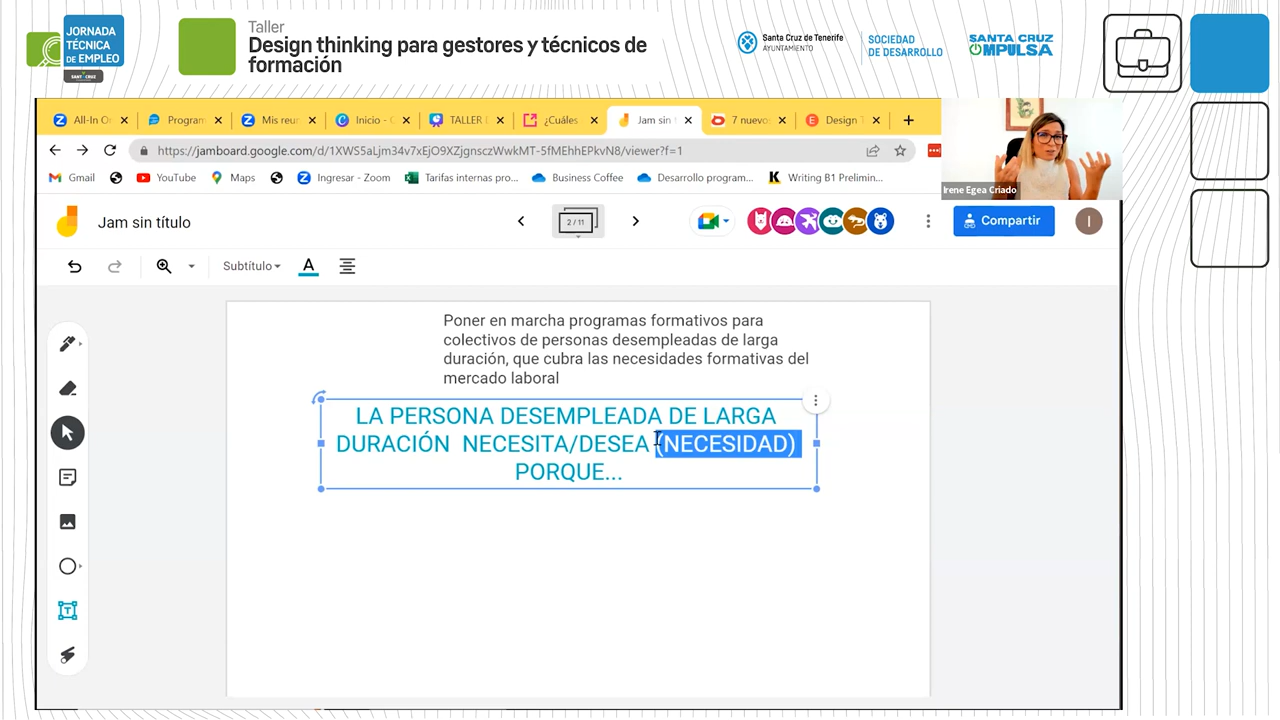 JORNADA
TÉCNICA
DE EMPLEO
Taller
Design thinking para gestores y técnicos de
formación
Santa Cruz de Tenerife
AYUNTAMIENTO
SOCIEDAD
DE DESARROLLO
SANTA CRUZ
MPULSA
All-In O
Program
Mis reur
Inicio - C
TALLER I
¿Cuáles
Jam sin t
7 nuevos
Design T
https://jamboard.google.com/d/1XVS5aLjm34v7xEjO9XZjgnsczWwkMT-5fMEhhEPkvN8/viewer?f=1
Gmail
YouTube
Maps
Ingresar - Zoom
Tarifas internas pro...
Business Coffee
Desarrollo program...
Writing B1 Prelimin...
Irene Egea Criado
Jam sin título
2 / 11
Compartir
I
Subtítulo
A
Poner en marcha programas formativos para
colectivos de personas desempleadas de larga
duración, que cubra las necesidades formativas del
mercado laboral
LA PERSONA DESEMPLEADA DE LARGA
DURACIÓN NECESITA/DESEA (NECESIDAD)
PORQUE...